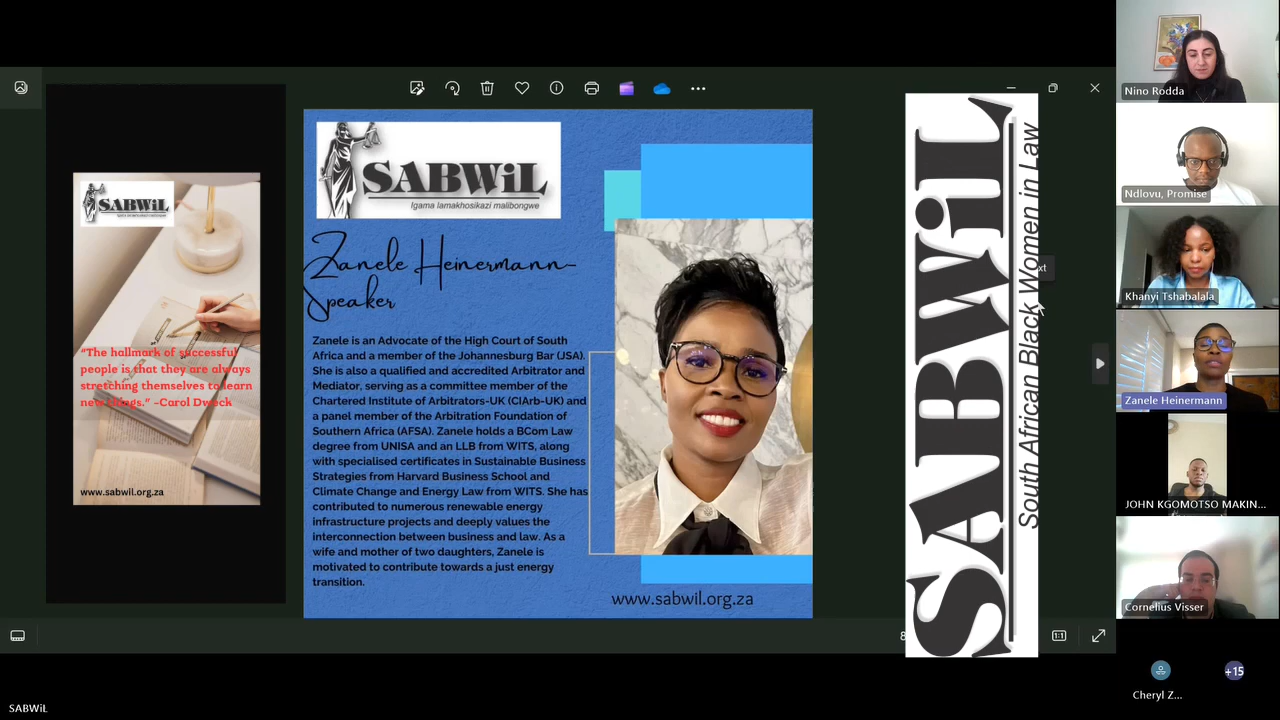 SABWiL
"The hallmark of successful
people is that they are always
stretching themselves to learn
new things." -Carol Dweck
www.sabwil.org.za
SABWiL
Igama lamakhosikazi malibongwe
Zanele Heinermann-
Speaker
Zanele is an Advocate of the High Court of South
Africa and a member of the Johannesburg Bar (JSA).
She is also a qualified and accredited Arbitrator and
Mediator, serving as a committee member of the
Chartered Institute of Arbitrators-UK (CIArb-UK) and
a panel member of the Arbitration Foundation of
Southern Africa (AFSA). Zanele holds a BCom Law
degree from UNISA and an LLB from WITS, along
with specialised certificates in Sustainable Business
Strategies from Harvard Business School and
Climate Change and Energy Law from WITS. She has
contributed to numerous renewable energy
infrastructure projects and deeply values the
interconnection between business and law. As a
wife and mother of two daughters, Zanele is
motivated to contribute towards a just energy
transition.
www.sabwil.org.za
SABWiL
South African Black Women in Law
xt
8
1:1
Nino Rodda
Ndlovu, Promise
Khanyi Tshabalala
Zanele Heinermann
JOHN KGOMOTSO MAKIN...
Cornelius Visser
Cheryl Z...
+15
SABWiL